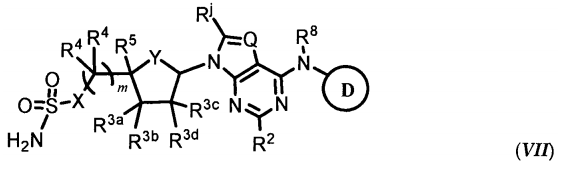 Rj
R8
R4 R4 R5 Y N Q N D
O
O=S X ( ) m N N
R3a R3c
H2N R3b R3d R2
(VII)